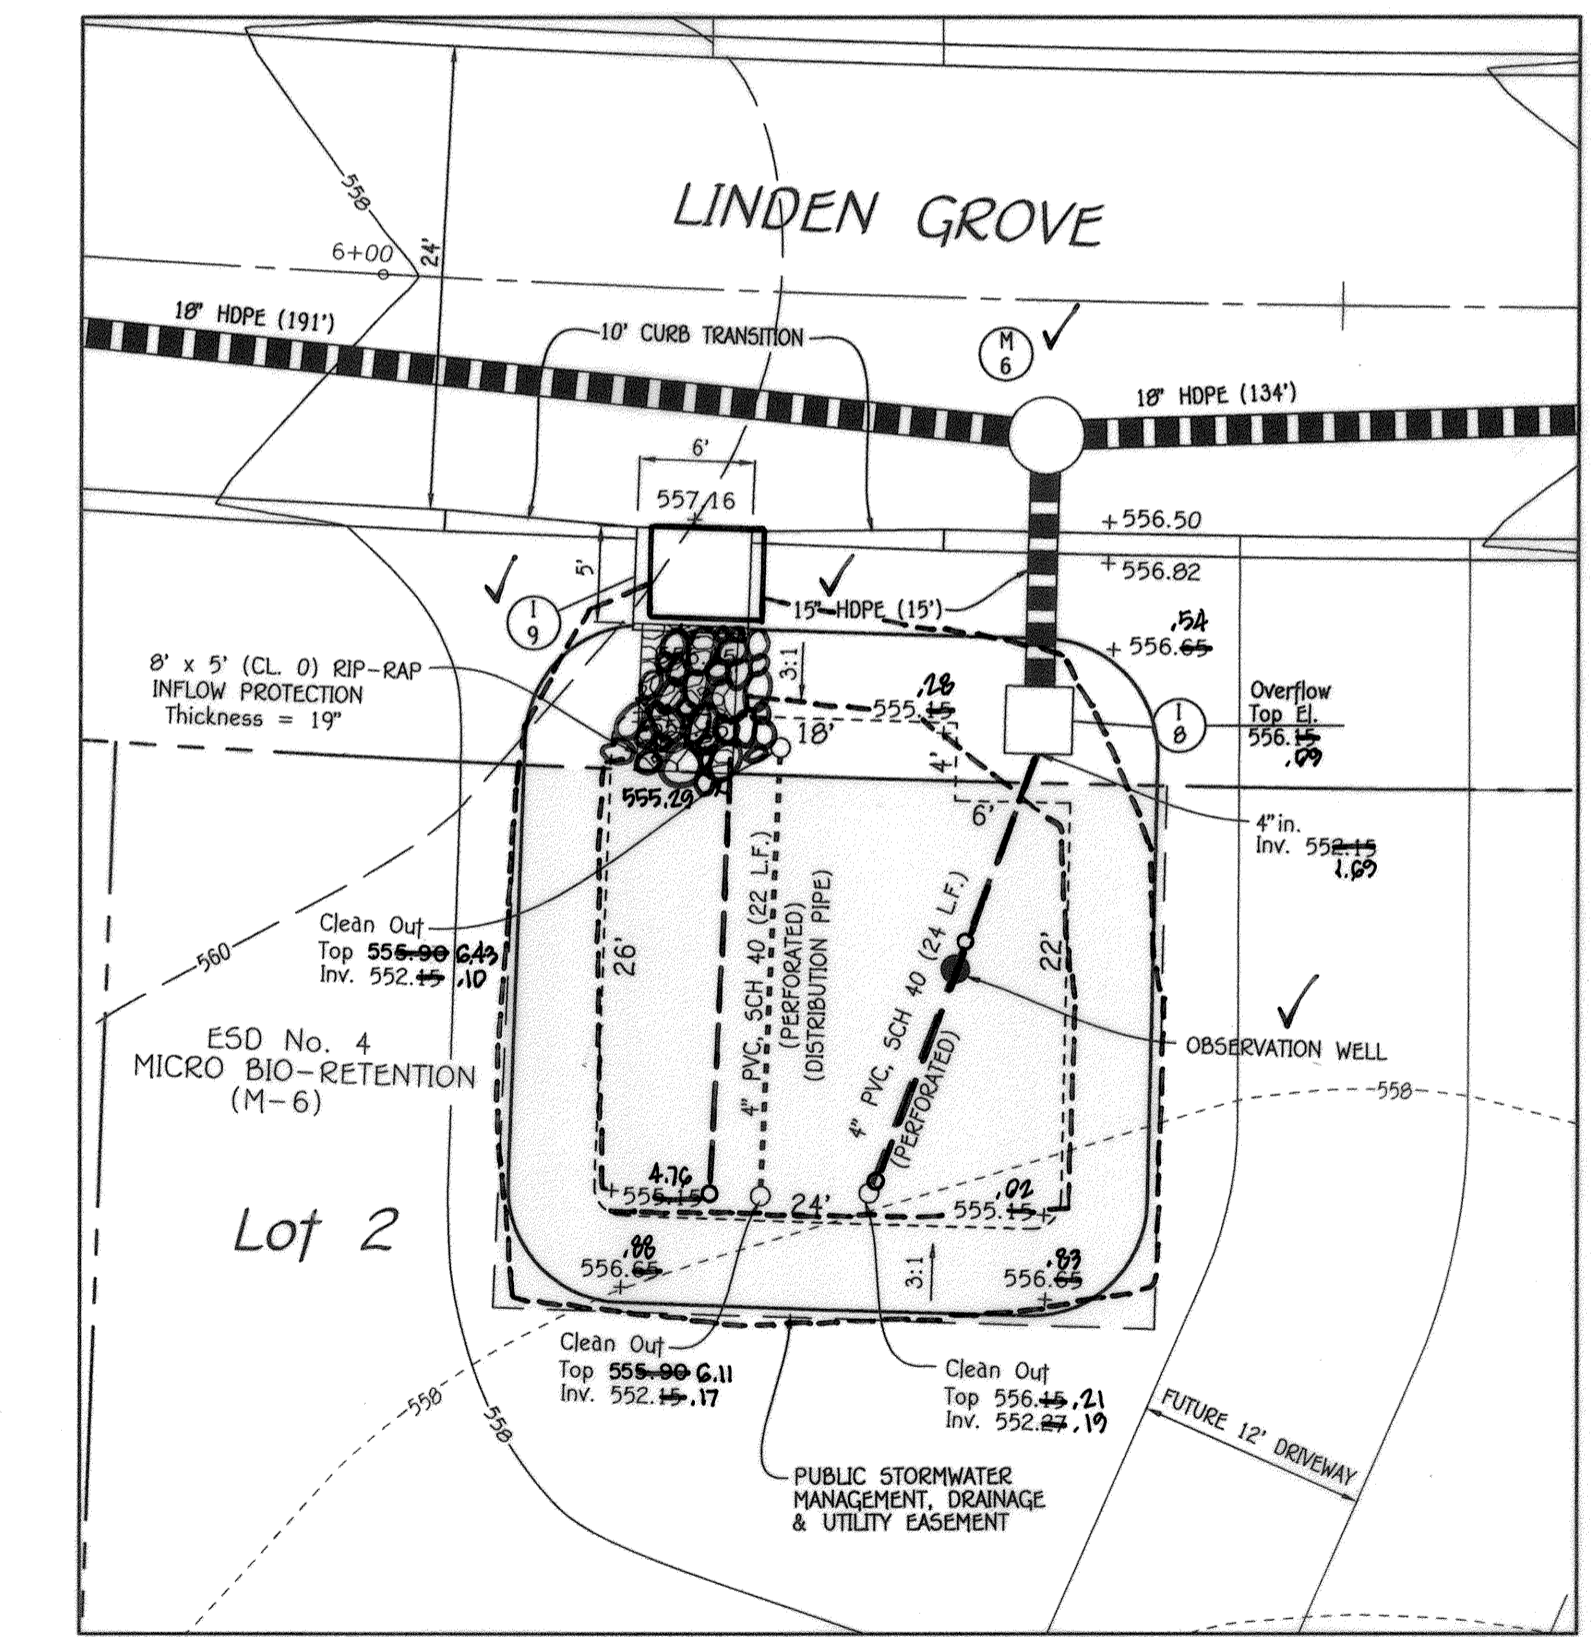 LINDEN GROVE
558
6+00
24'
18" HDPE (191')
10' CURB TRANSITION
M
6
18" HDPE (134')
6'
557.16
+556.50
5'
+556.82
I
9
15" HDPE (15')
.54
+556.65
8' x 5' (CL. 0) RIP-RAP
INFLOW PROTECTION
Thickness = 19"
3:1
.28
555.15
18'
4'
I
8
Overflow
Top El.
556.15
.69
555.29
6'
4" in.
Inv. 552.15
1.69
Clean Out
Top 555.90 6.43
Inv. 552.15 .10
560
26'
4" PVC, SCH 40 (22 L.F.)
(PERFORATED)
(DISTRIBUTION PIPE)
4" PVC, SCH 40 (24 L.F.)
(PERFORATED)
22'
OBSERVATION WELL
ESD No. 4
MICRO BIO-RETENTION
(M-6)
558
Lot 2
4.76
555.15
24'
.02
555.15
.88
556.65
3:1
.83
556.65
Clean Out
Top 555.90 6.11
Inv. 552.15 .17
Clean Out
Top 556.15 .21
Inv. 552.27 .19
558
558
FUTURE 12' DRIVEWAY
PUBLIC STORMWATER
MANAGEMENT, DRAINAGE
& UTILITY EASEMENT